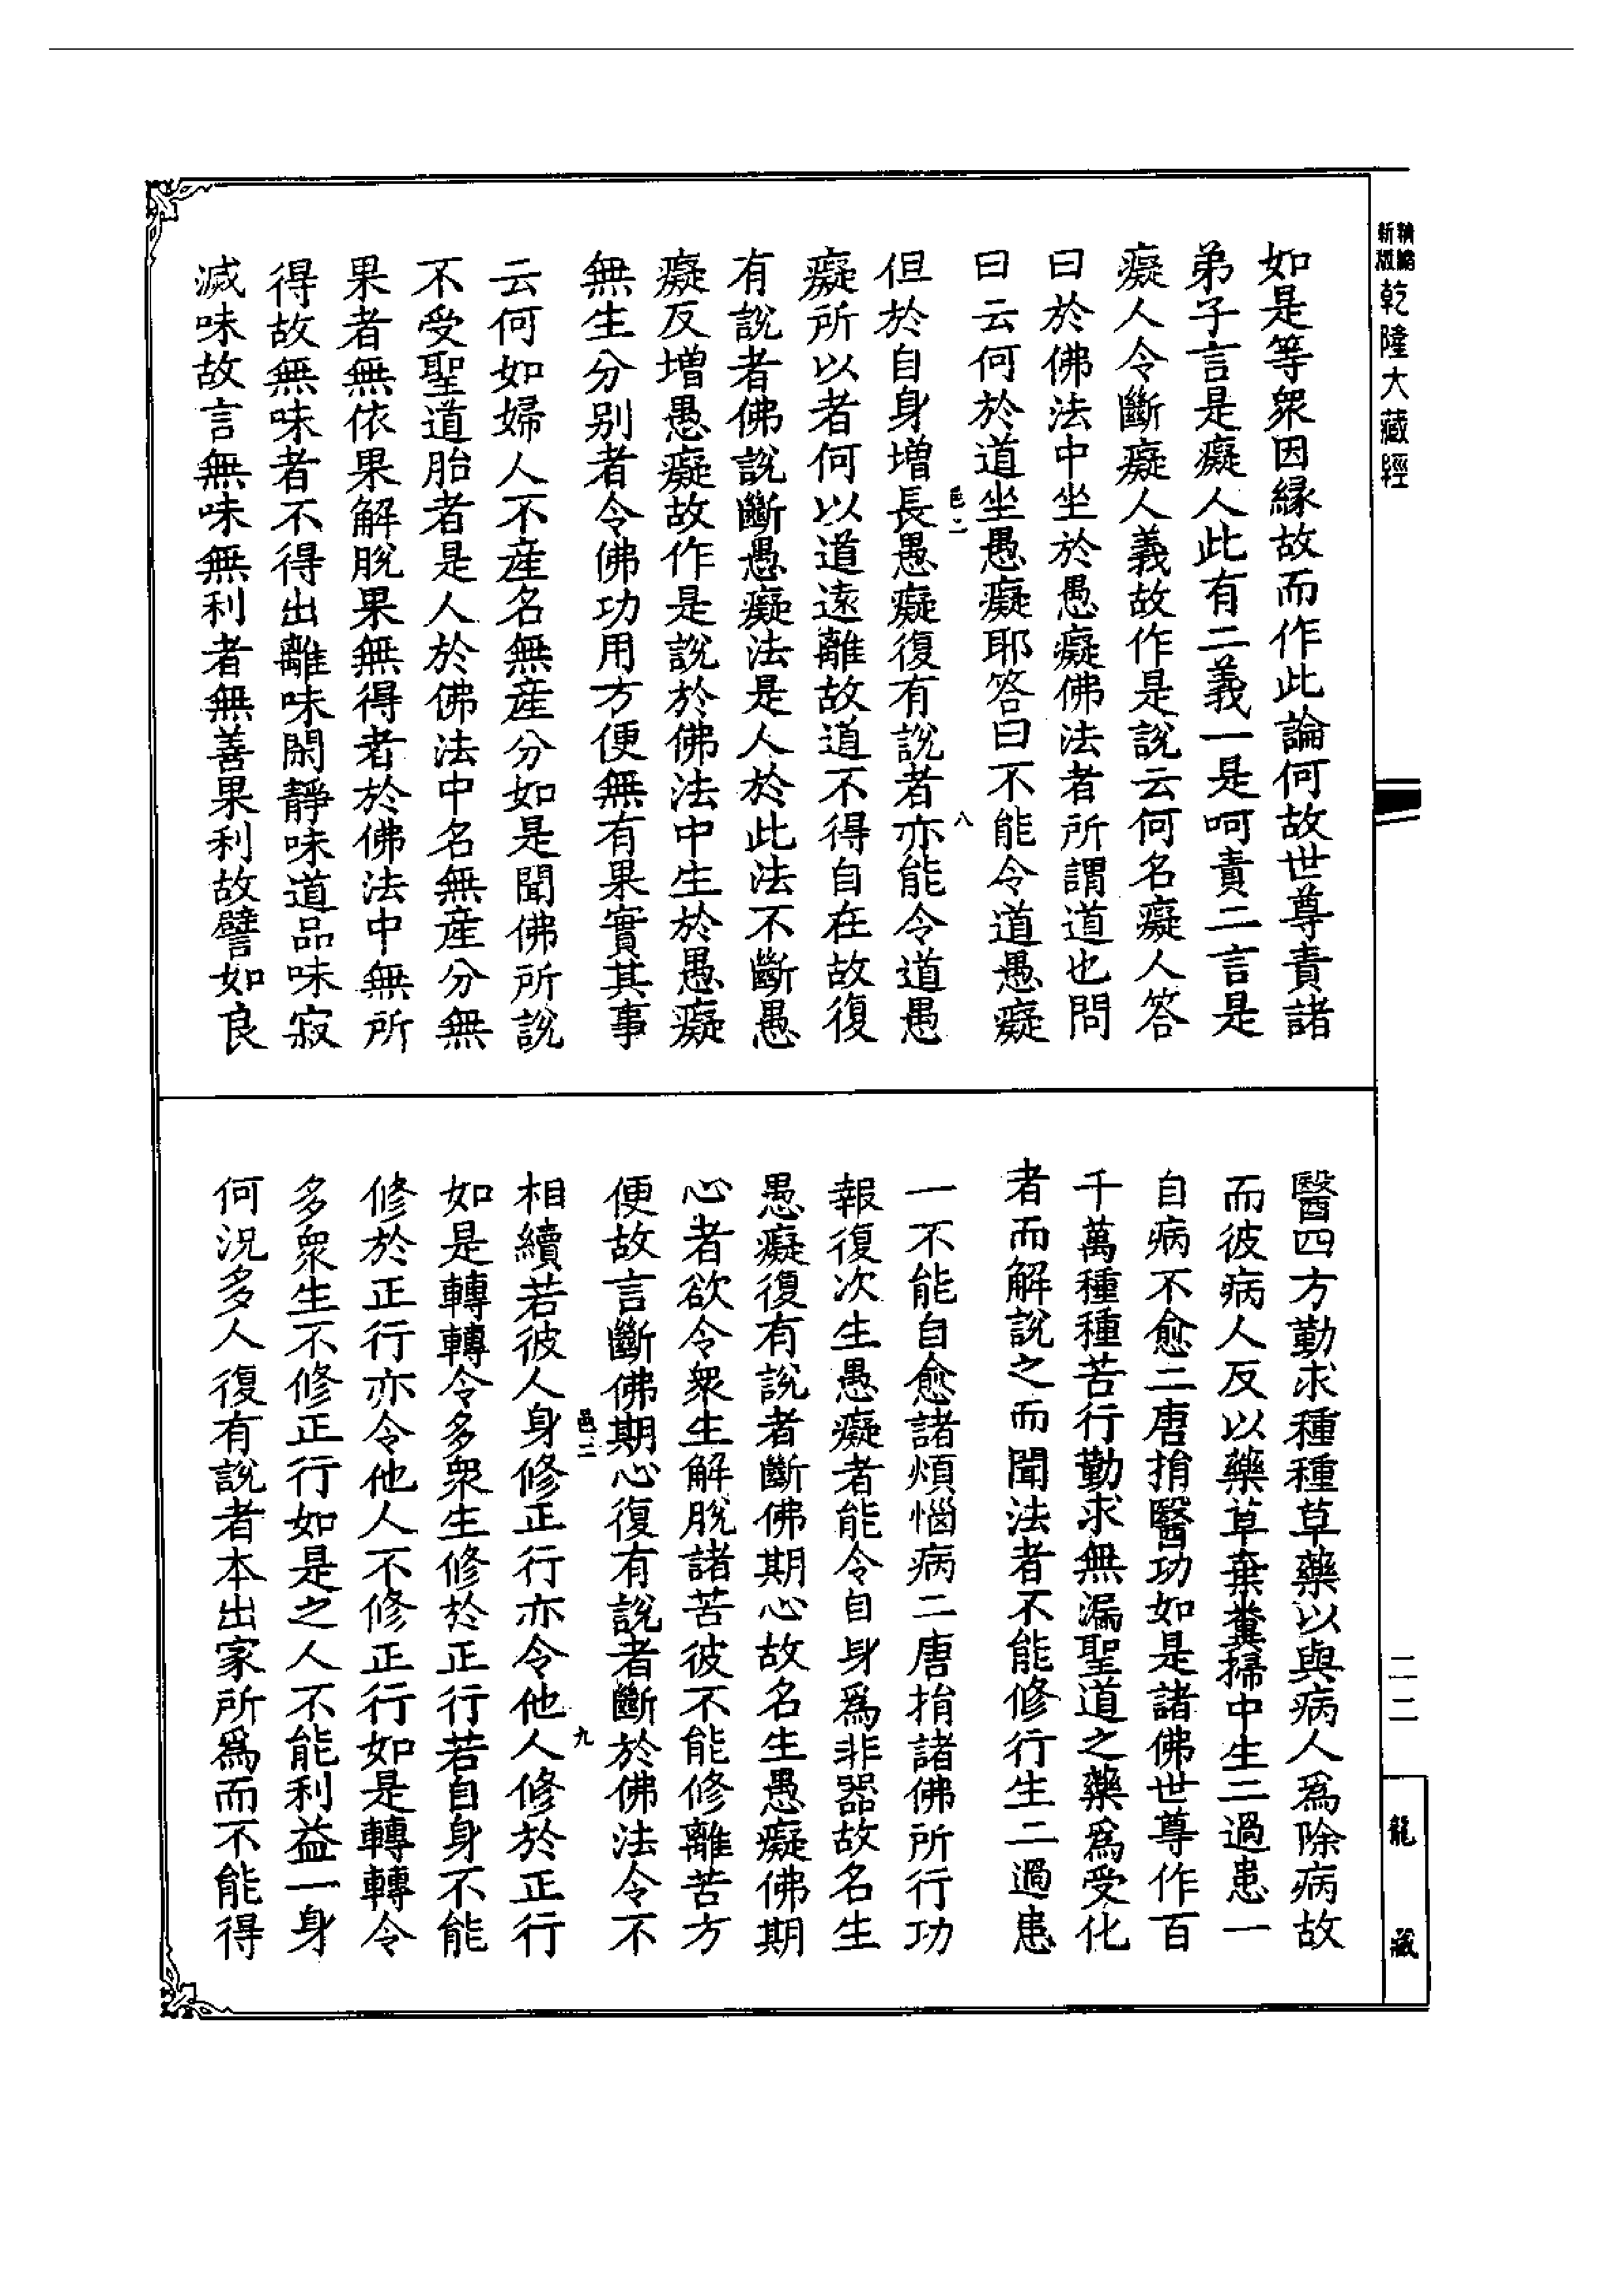 精縮
新版
乾隆大藏經
如是等衆因緣故而作此論何故世尊責諸
弟子言是癡人此有二義一是呵責二言是
癡人令斷癡人義故作是說云何名癡人答
曰於佛法中坐於愚癡佛法者所謂道也問
曰云何於道坐愚癡耶答曰不能令道愚癡
但於自身增長愚癡復有說者亦能令道愚
邑二
八
癡所以者何以道遠離故道不得自在故復
有說者佛說斷愚癡法是人於此法不斷愚
癡反增愚癡故作是說於佛法中生於愚癡
無生分別者令佛功用方便無有果實其事
云何如婦人不產名無產分如是聞佛所說
不受聖道胎者是人於佛法中名無產分無
果者無依果解脫果無得者於佛法中無所
得故無味者不得出離味閑靜味道品味寂
滅味故言無味無利者無善果利故譬如良
醫四方勤求種種草藥以與病人爲除病故
而彼病人反以藥草棄糞掃中生二過患一
自病不愈二唐捐醫功如是諸佛世尊作百
千萬種種苦行勤求無漏聖道之藥爲受化
者而解說之而聞法者不能修行生二過患
一不能自愈諸煩惱病二唐捐諸佛所行功
報復次生愚癡者能令自身爲非器故名生
愚癡復有說者斷佛期心故名生愚癡佛期
心者欲令衆生解脫諸苦彼不能修離苦方
便故言斷佛期心復有說者斷於佛法令不
邑二
九
相續若彼人身修正行亦令他人修於正行
如是轉轉令多衆生修於正行若自身不能
修於正行亦令他人不修正行如是轉轉令
多衆生不修正行如是之人不能利益一身
何況多人復有說者本出家所爲而不能得
二二
龍藏